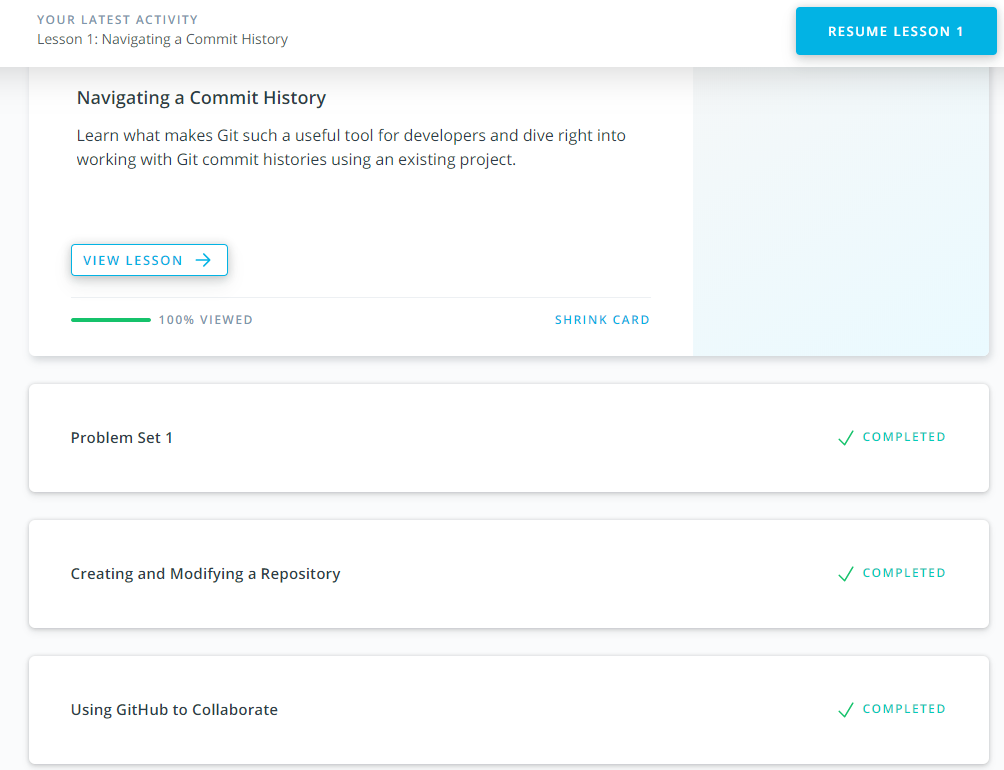 YOUR LATEST ACTIVITY
Lesson 1: Navigating a Commit History
RESUME LESSON 1
Navigating a Commit History
Learn what makes Git such a useful tool for developers and dive right into
working with Git commit histories using an existing project.
VIEW LESSON
100% VIEWED
SHRINK CARD
Problem Set 1
COMPLETED
Creating and Modifying a Repository
COMPLETED
Using GitHub to Collaborate
COMPLETED